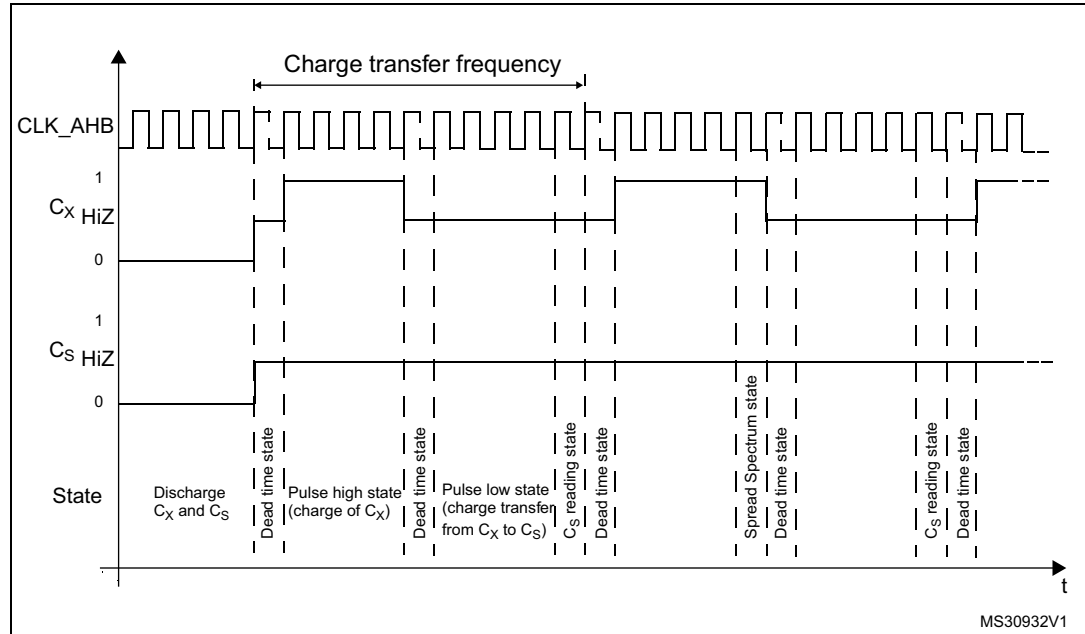 Charge transfer frequency
CLK_AHB
1
CX HiZ
0
1
CS HiZ
0
State
Discharge
CX and CS
Dead time state
Pulse high state
(charge of CX)
Dead time state
Pulse low state
(charge transfer
from CX to CS)
CS reading state
Dead time state
Spread Spectrum state
Dead time state
CS reading state
Dead time state
t
MS30932V1